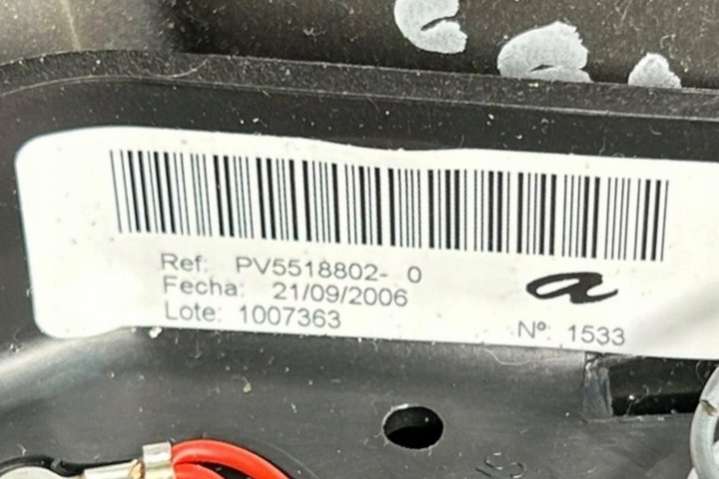 Ref: PV5518802- 0
Fecha: 21/09/2006
a
Lote: 1007363
Nº: 1533